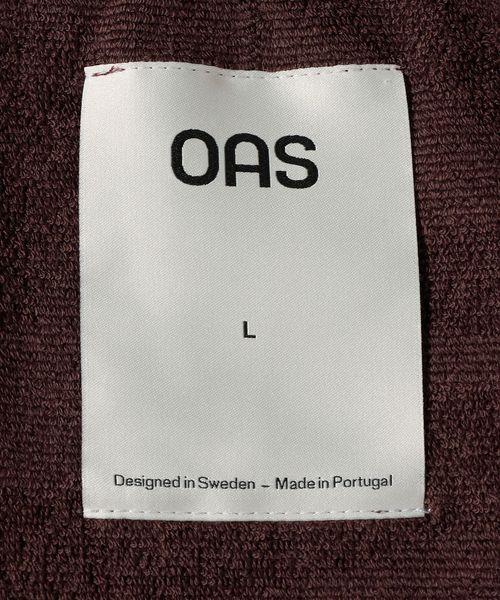 OAS
L
Designed in Sweden – Made in Portugal